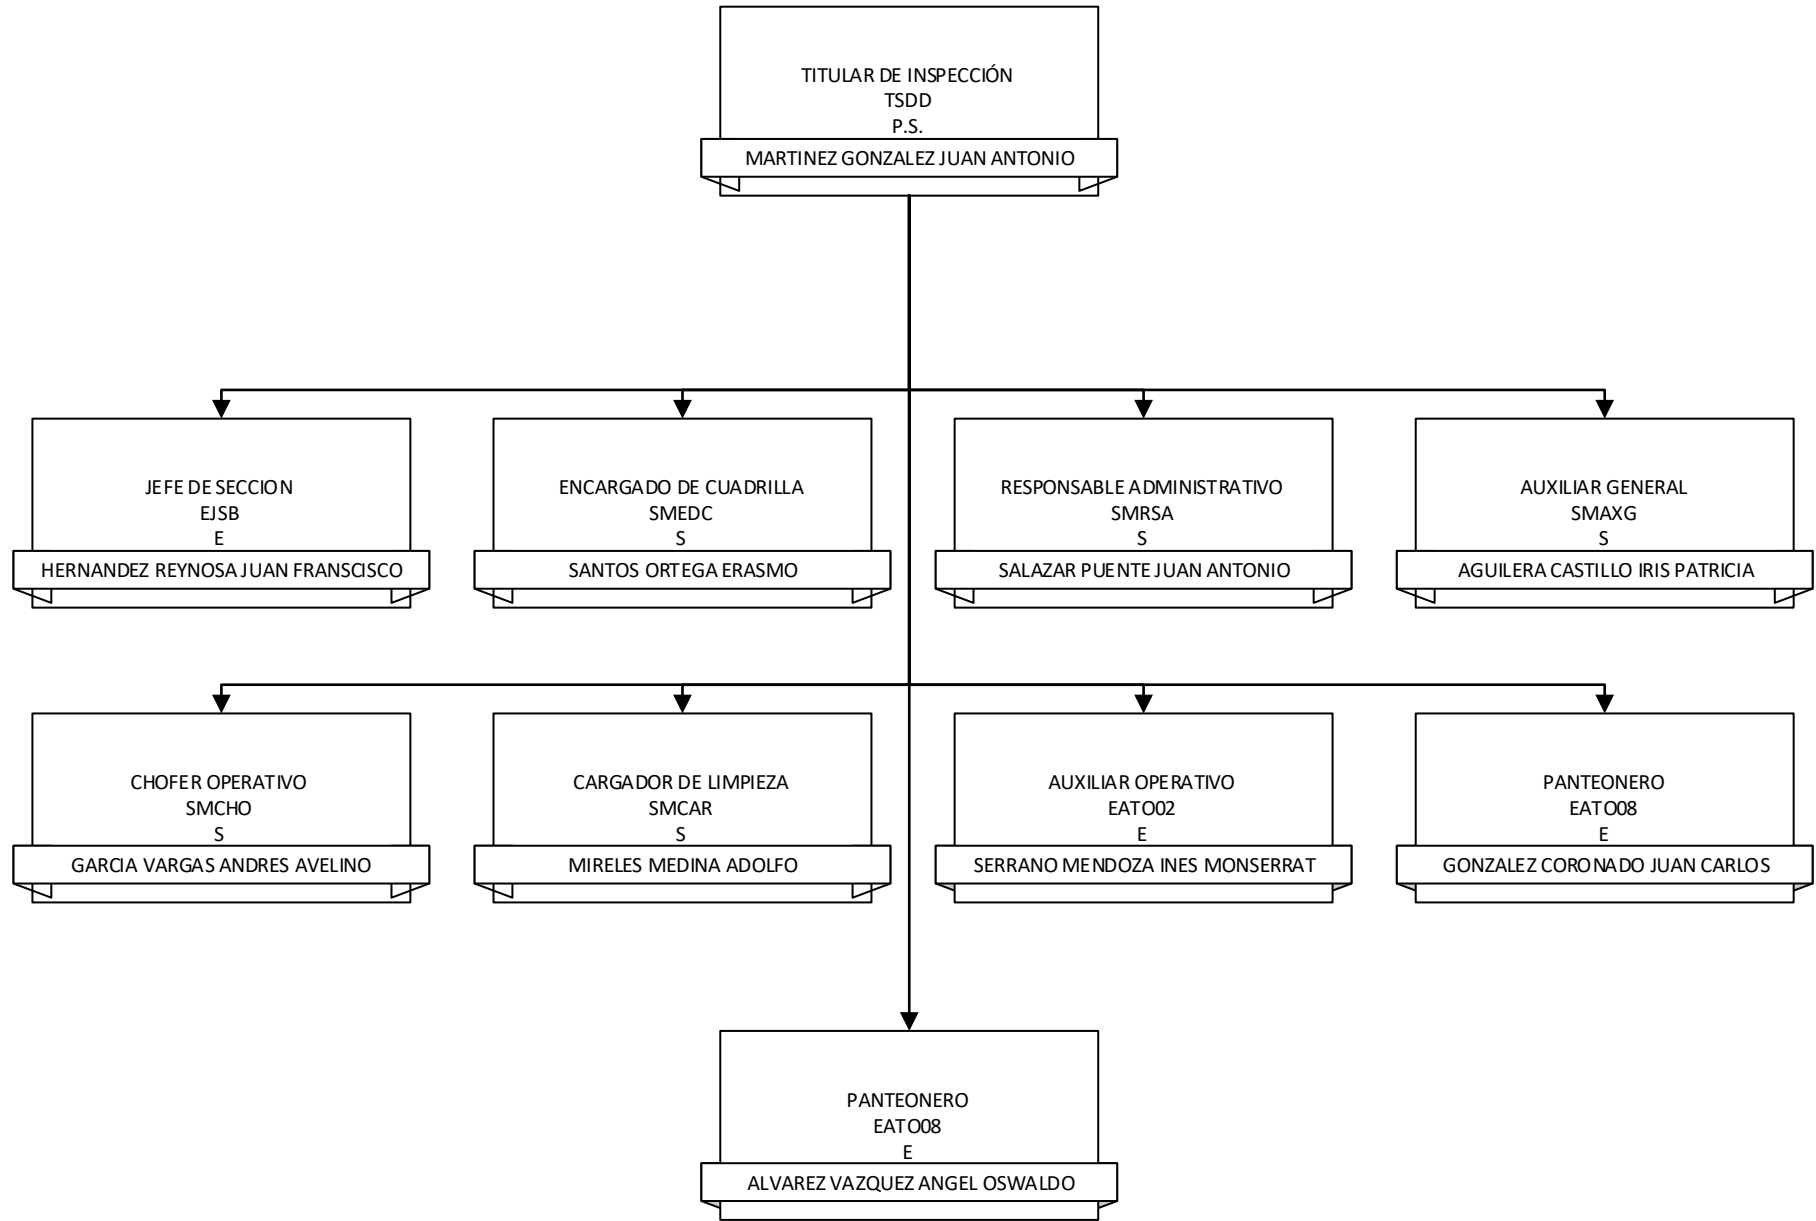 TITULAR DE INSPECCIÓN
TSDD
P.S.
MARTINEZ GONZALEZ JUAN ANTONIO
JEFE DE SECCION
EJSB
E
HERNANDEZ REYNOSA JUAN FRANSCISCO
ENCARGADO DE CUADRILLA
SMEDC
S
SANTOS ORTEGA ERASMO
RESPONSABLE ADMINISTRATIVO
SMRSA
S
SALAZAR PUENTE JUAN ANTONIO
AUXILIAR GENERAL
SMAXG
S
AGUILERA CASTILLO IRIS PATRICIA
CHOFER OPERATIVO
SMCHO
S
GARCIA VARGAS ANDRES AVELINO
CARGADOR DE LIMPIEZA
SMCAR
S
MIRELES MEDINA ADOLFO
AUXILIAR OPERATIVO
EATO02
E
SERRANO MENDOZA INES MONSERRAT
PANTEONERO
EATO08
E
GONZALEZ CORONADO JUAN CARLOS
PANTEONERO
EATO08
E
ALVAREZ VAZQUEZ ANGEL OSWALDO